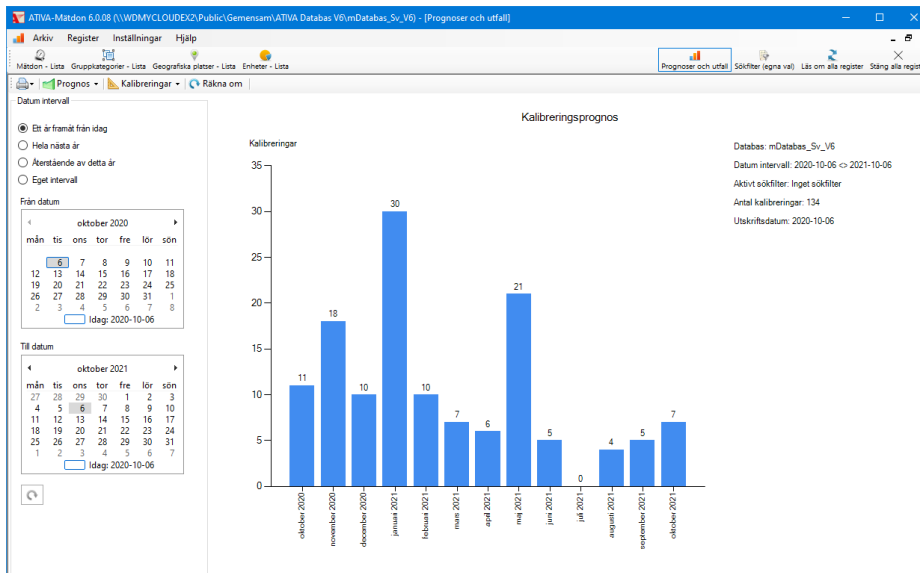 ATIVA-Mätdon 6.0.08 (\\WDMYCLOUDEX2\Public\Gemensam\ATIVA Databas V6\mDatabas_Sv_V6) - [Prognoser och utfall]
Arkiv Register Inställningar Hjälp
Mätdon - Lista Gruppkategorier - Lista Geografiska platser - Lista Enheter - Lista Prognoser och utfall Sökfilter (egna val) Läs om alla register Stäng alla regist
Prognos Kalibreringar Räkna om
Datum intervall
Ett år framåt från idag
Hela nästa år
Återstående av detta år
Eget intervall
Från datum
oktober 2020
mån tis ons tor fre lör sön
6 7 8 9 10 11
12 13 14 15 16 17 18
19 20 21 22 23 24 25
26 27 28 29 30 31 1
2 3 4 5 6 7 8
Idag: 2020-10-06
Till datum
oktober 2021
mån tis ons tor fre lör sön
27 28 29 30 1 2 3
4 5 6 7 8 9 10
11 12 13 14 15 16 17
18 19 20 21 22 23 24
25 26 27 28 29 30 31
1 2 3 4 5 6 7
Idag: 2020-10-06
Kalibreringsprognos
Kalibreringar
35
30
25
20
15
10
5
0
11
18
10
30
10
7
6
21
5
0
4
5
7
oktober 2020
november 2020
december 2020
januari 2021
februari 2021
mars 2021
april 2021
maj 2021
juni 2021
juli 2021
augusti 2021
september 2021
oktober 2021
Databas: mDatabas_Sv_V6
Datum intervall: 2020-10-06 <> 2021-10-06
Aktivt sökfilter: Inget sökfilter
Antal kalibreringar: 134
Utskriftsdatum: 2020-10-06